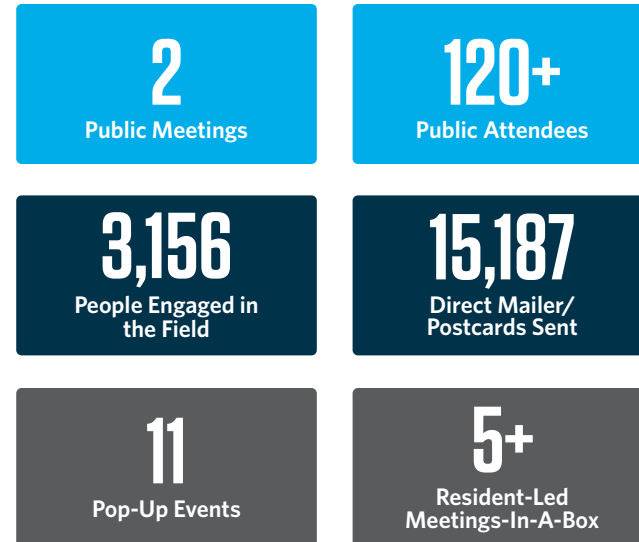 2
Public Meetings
120+
Public Attendees
3,156
People Engaged in
the Field
15,187
Direct Mailer/
Postcards Sent
11
Pop-Up Events
5+
Resident-Led
Meetings-In-A-Box